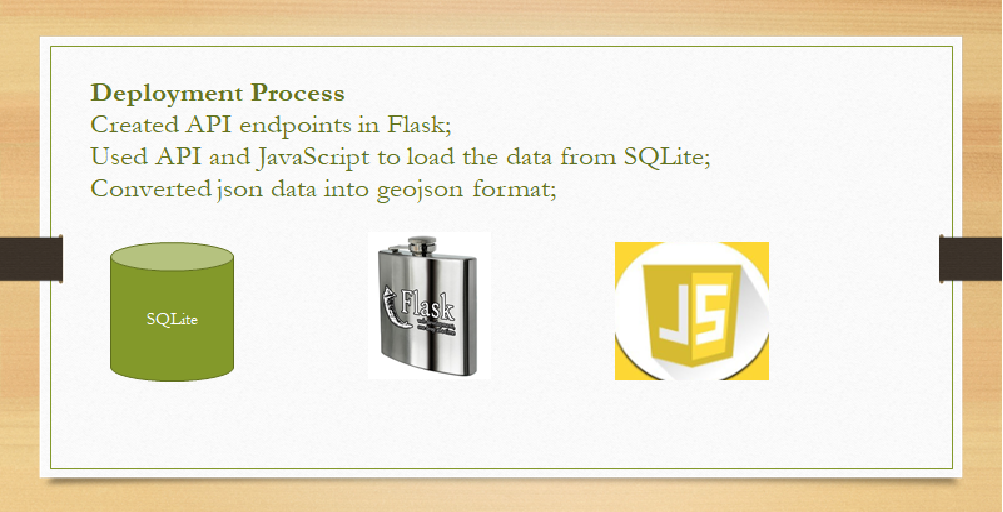 Deployment Process
Created API endpoints in Flask;
Used API and JavaScript to load the data from SQLite;
Converted json data into geojson format;
SQLite
Flask
JS